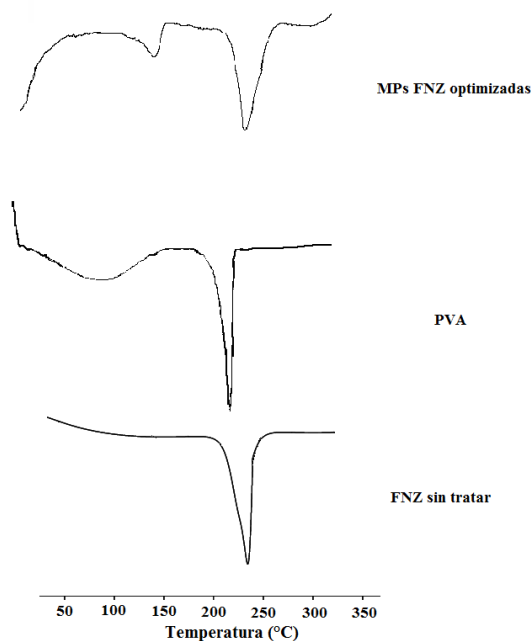 MPs FNZ optimizadas
PVA
FNZ sin tratar
50 100 150 200 250 300 350
Temperatura (°C)